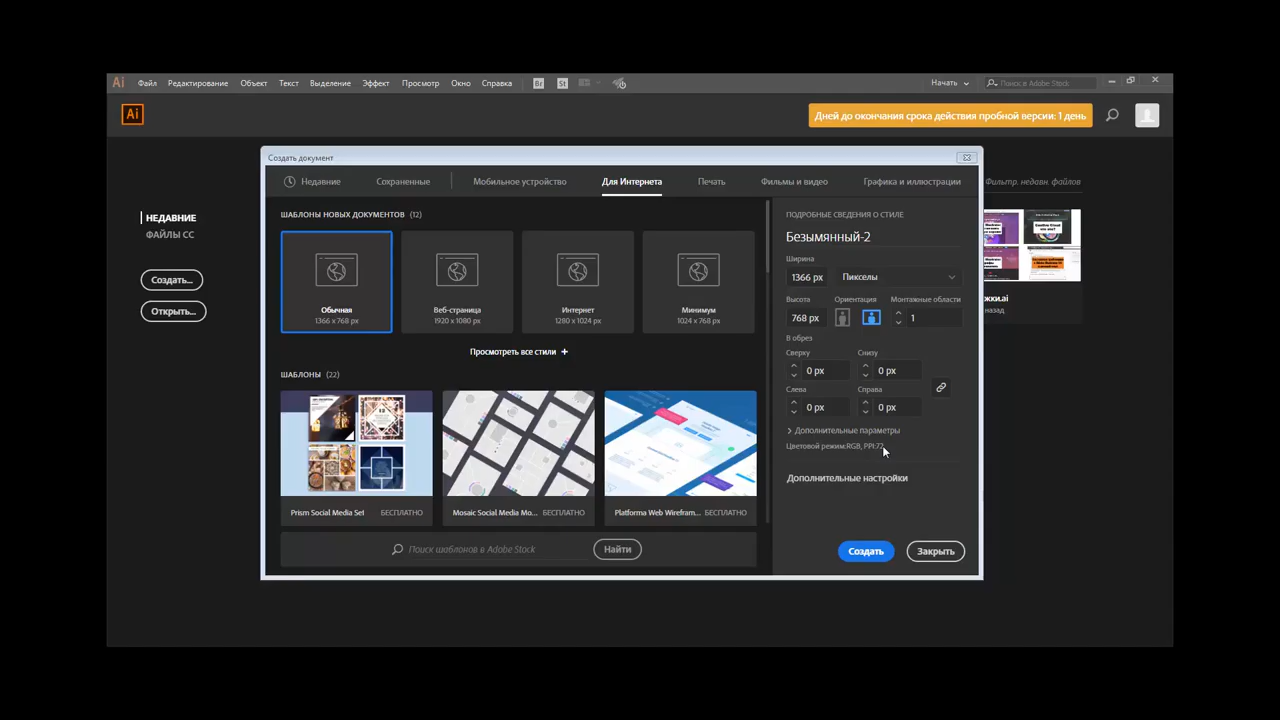 Ai Файл Редактирование Объект Текст Выделение Эффект Просмотр Окно Справка Br St Начать Поиск в Adobe Stock
Ai Дней до окончания срока действия пробной версии: 1 день
Создать документ
Недавние Сохраненные Мобильное устройство Для Интернета Печать Фильмы и видео Графика и иллюстрации Фильтр. недавн. файлов
НЕДАВНИЕ
ФАЙЛЫ CC
Создать...
Открыть...
ШАБЛОНЫ НОВЫХ ДОКУМЕНТОВ (12)
Обычная
1366 x 768 px
Веб-страница
1920 x 1080 px
Интернет
1280 x 1024 px
Минимум
1024 x 768 px
Просмотреть все стили +
ШАБЛОНЫ (22)
Prism Social Media Set БЕСПЛАТНО
Mosaic Social Media Mo... БЕСПЛАТНО
Platforma Web Wirefram... БЕСПЛАТНО
Поиск шаблонов в Adobe Stock Найти
ПОДРОБНЫЕ СВЕДЕНИЯ О СТИЛЕ
Безымянный-2
Ширина
1366 px Пикселы
Высота Ориентация Монтажные области
768 px 1
В обрез
Сверху Снизу
0 px 0 px
Слева Справа
0 px 0 px
Дополнительные параметры
Цветовой режим:RGB, PPI:72
Дополнительные настройки
Создать Закрыть
жки.ai
назад